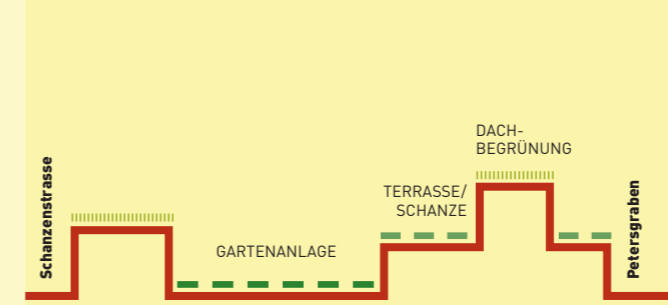 Schanzenstrasse
GARTENANLAGE
TERRASSE/
SCHANZE
DACH-
BEGRÜNUNG
Petersgraben